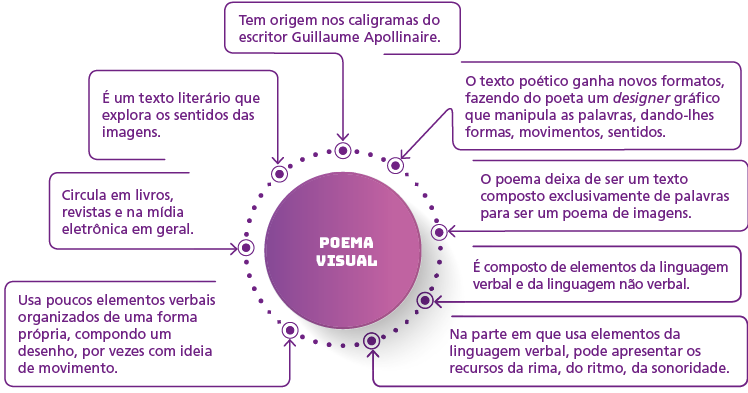 Tem origem nos caligramas do
escritor Guillaume Apollinaire.
É um texto literário que
explora os sentidos das
imagens.
O texto poético ganha novos formatos,
fazendo do poeta um designer gráfico
que manipula as palavras, dando-lhes
formas, movimentos, sentidos.
Circula em livros,
revistas e na mídia
eletrônica em geral.
O poema deixa de ser um texto
composto exclusivamente de palavras
para ser um poema de imagens.
POEMA
VISUAL
É composto de elementos da linguagem
verbal e da linguagem não verbal.
Usa poucos elementos verbais
organizados de uma forma
própria, compondo um
desenho, por vezes com ideia
de movimento.
Na parte em que usa elementos da
linguagem verbal, pode apresentar os
recursos da rima, do ritmo, da sonoridade.